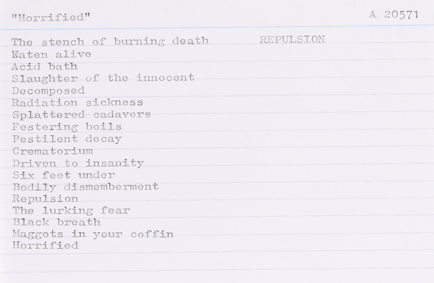 "Horrified"
A 20571
The stench of burning death
REPULSION
Eaten alive
Acid bath
Slaughter of the innocent
Decomposed
Radiation sickness
Splattered cadavers
Festering boils
Pestilent decay
Crematorium
Driven to insanity
Six feet under
Bodily dismemberment
Repulsion
The lurking fear
Black breath
Maggots in your coffin
Horrified